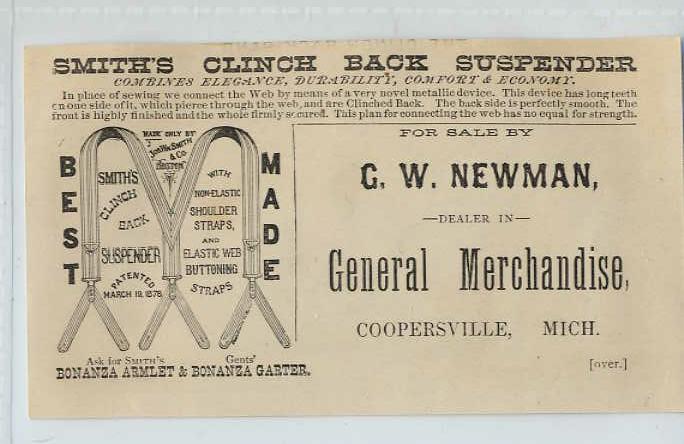 SMITH'S CLINCH BACK SUSPENDER
COMBINES ELEGANCE, DURABILITY, COMFORT & ECONOMY.
In place of sewing we connect the Web by means of a very novel metallic device. This device has long teeth
on one side of it, which pierce through the web, and are Clinched Back. The back side is perfectly smooth. The
front is highly finished and the whole firmly secured. This plan for connecting the web has no equal for strength.
BEST
MADE
MADE ONLY BY
SMITH
& CO
BOSTON
SMITH'S
CLINCH
BACK
SUSPENDER
PATENTED
MARCH 19, 1878
WITH
NON-ELASTIC
SHOULDER
STRAPS,
AND
ELASTIC WEB
BUTTONING
STRAPS
Ask for SMITH'S Gents'
BONANZA ARMLET & BONANZA GARTER.
FOR SALE BY
G. W. NEWMAN,
—DEALER IN—
General Merchandise,
COOPERSVILLE, MICH.
[over.]